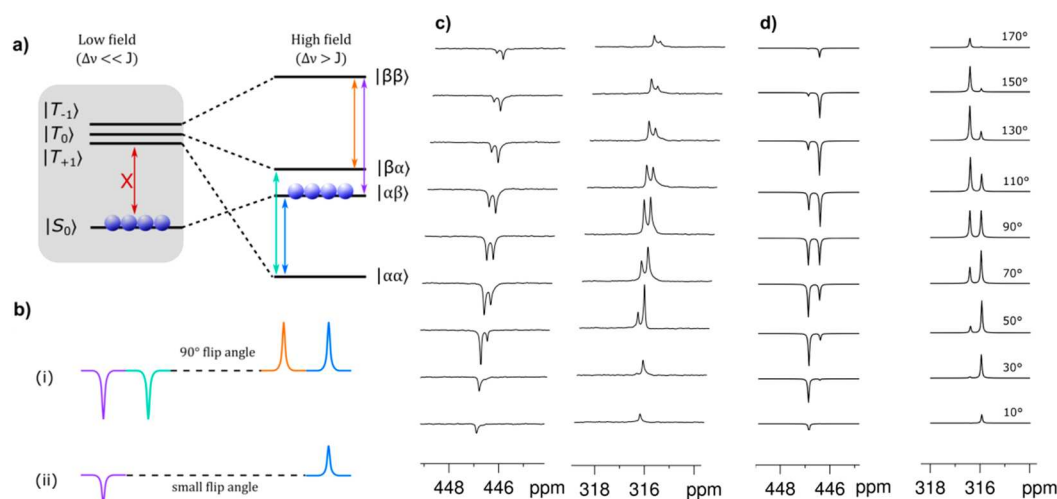 a)
Low field
(Δν << J)
High field
(Δν > J)
|ββ⟩
|T₋₁⟩
|T₀⟩
|T₊₁⟩
X
|βα⟩
|αβ⟩
|S₀⟩
|αα⟩
b)
(i)
90° flip angle
(ii)
small flip angle
c)
448 446 ppm
318 316 ppm
d)
170°
150°
130°
110°
90°
70°
50°
30°
10°
448 446 ppm
318 316 ppm